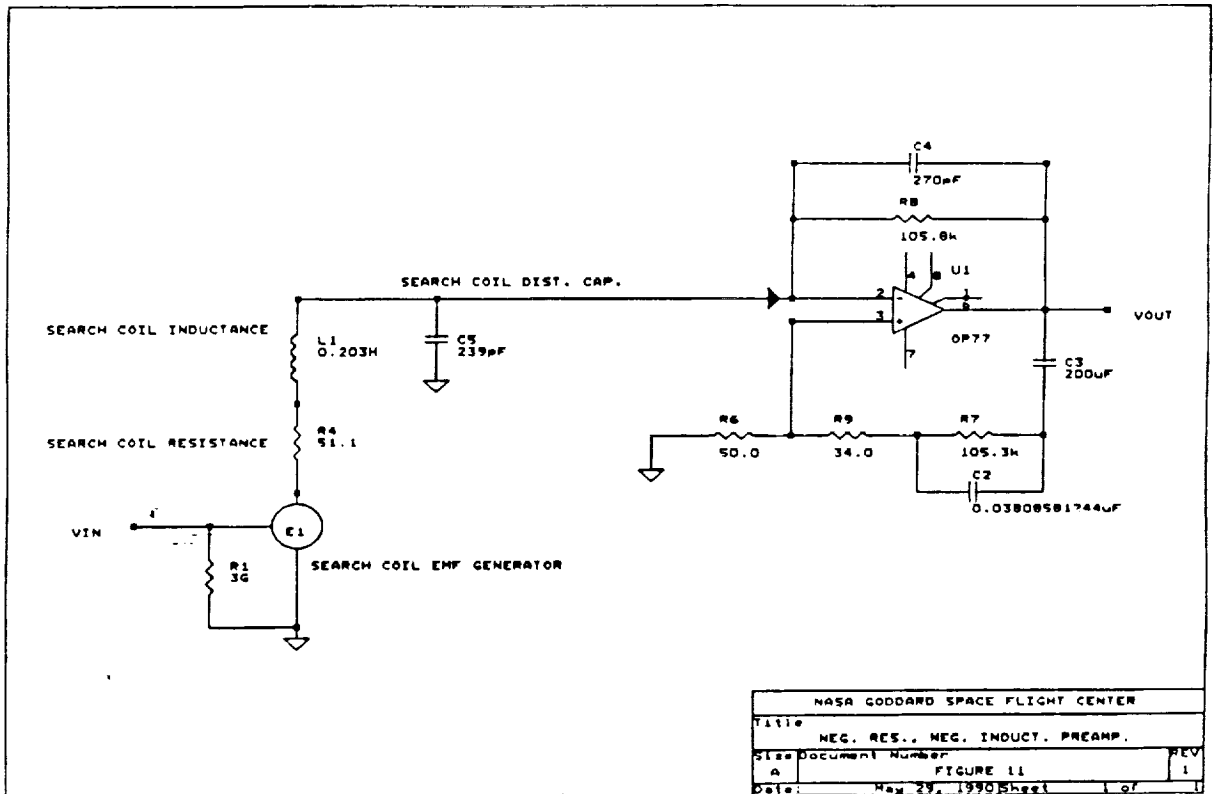 C4
270pF
R8
105.8k
SEARCH COIL DIST. CAP.
4
8
U1
2
-
1
6
3
+
OP77
7
VOUT
SEARCH COIL INDUCTANCE
L1
0.203H
C5
239pF
C3
200uF
SEARCH COIL RESISTANCE
R4
51.1
R6
50.0
R9
34.0
R7
105.3k
C2
0.03808581744uF
VIN
E1
R1
3G
SEARCH COIL EMF GENERATOR
NASA GODDARD SPACE FLIGHT CENTER
Title
NEG. RES., NEG. INDUCT. PREAMP.
Size Document Number REV
A FIGURE 11 1
Date: May 29, 1990 Sheet 1 of 1